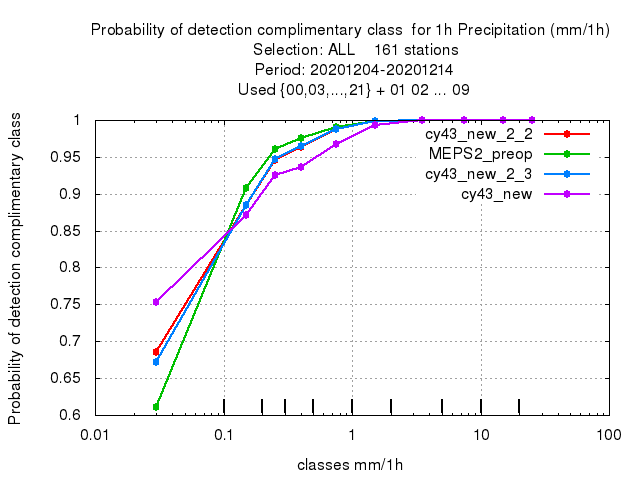 Probability of detection complimentary class for 1h Precipitation (mm/1h)
Selection: ALL 161 stations
Period: 20201204-20201214
Used {00,03,...,21} + 01 02 ... 09
Probability of detection complimentary class
1
0.95
0.9
0.85
0.8
0.75
0.7
0.65
0.6
cy43_new_2_2
MEPS2_preop
cy43_new_2_3
cy43_new
0.01 0.1 1 10 100
classes mm/1h